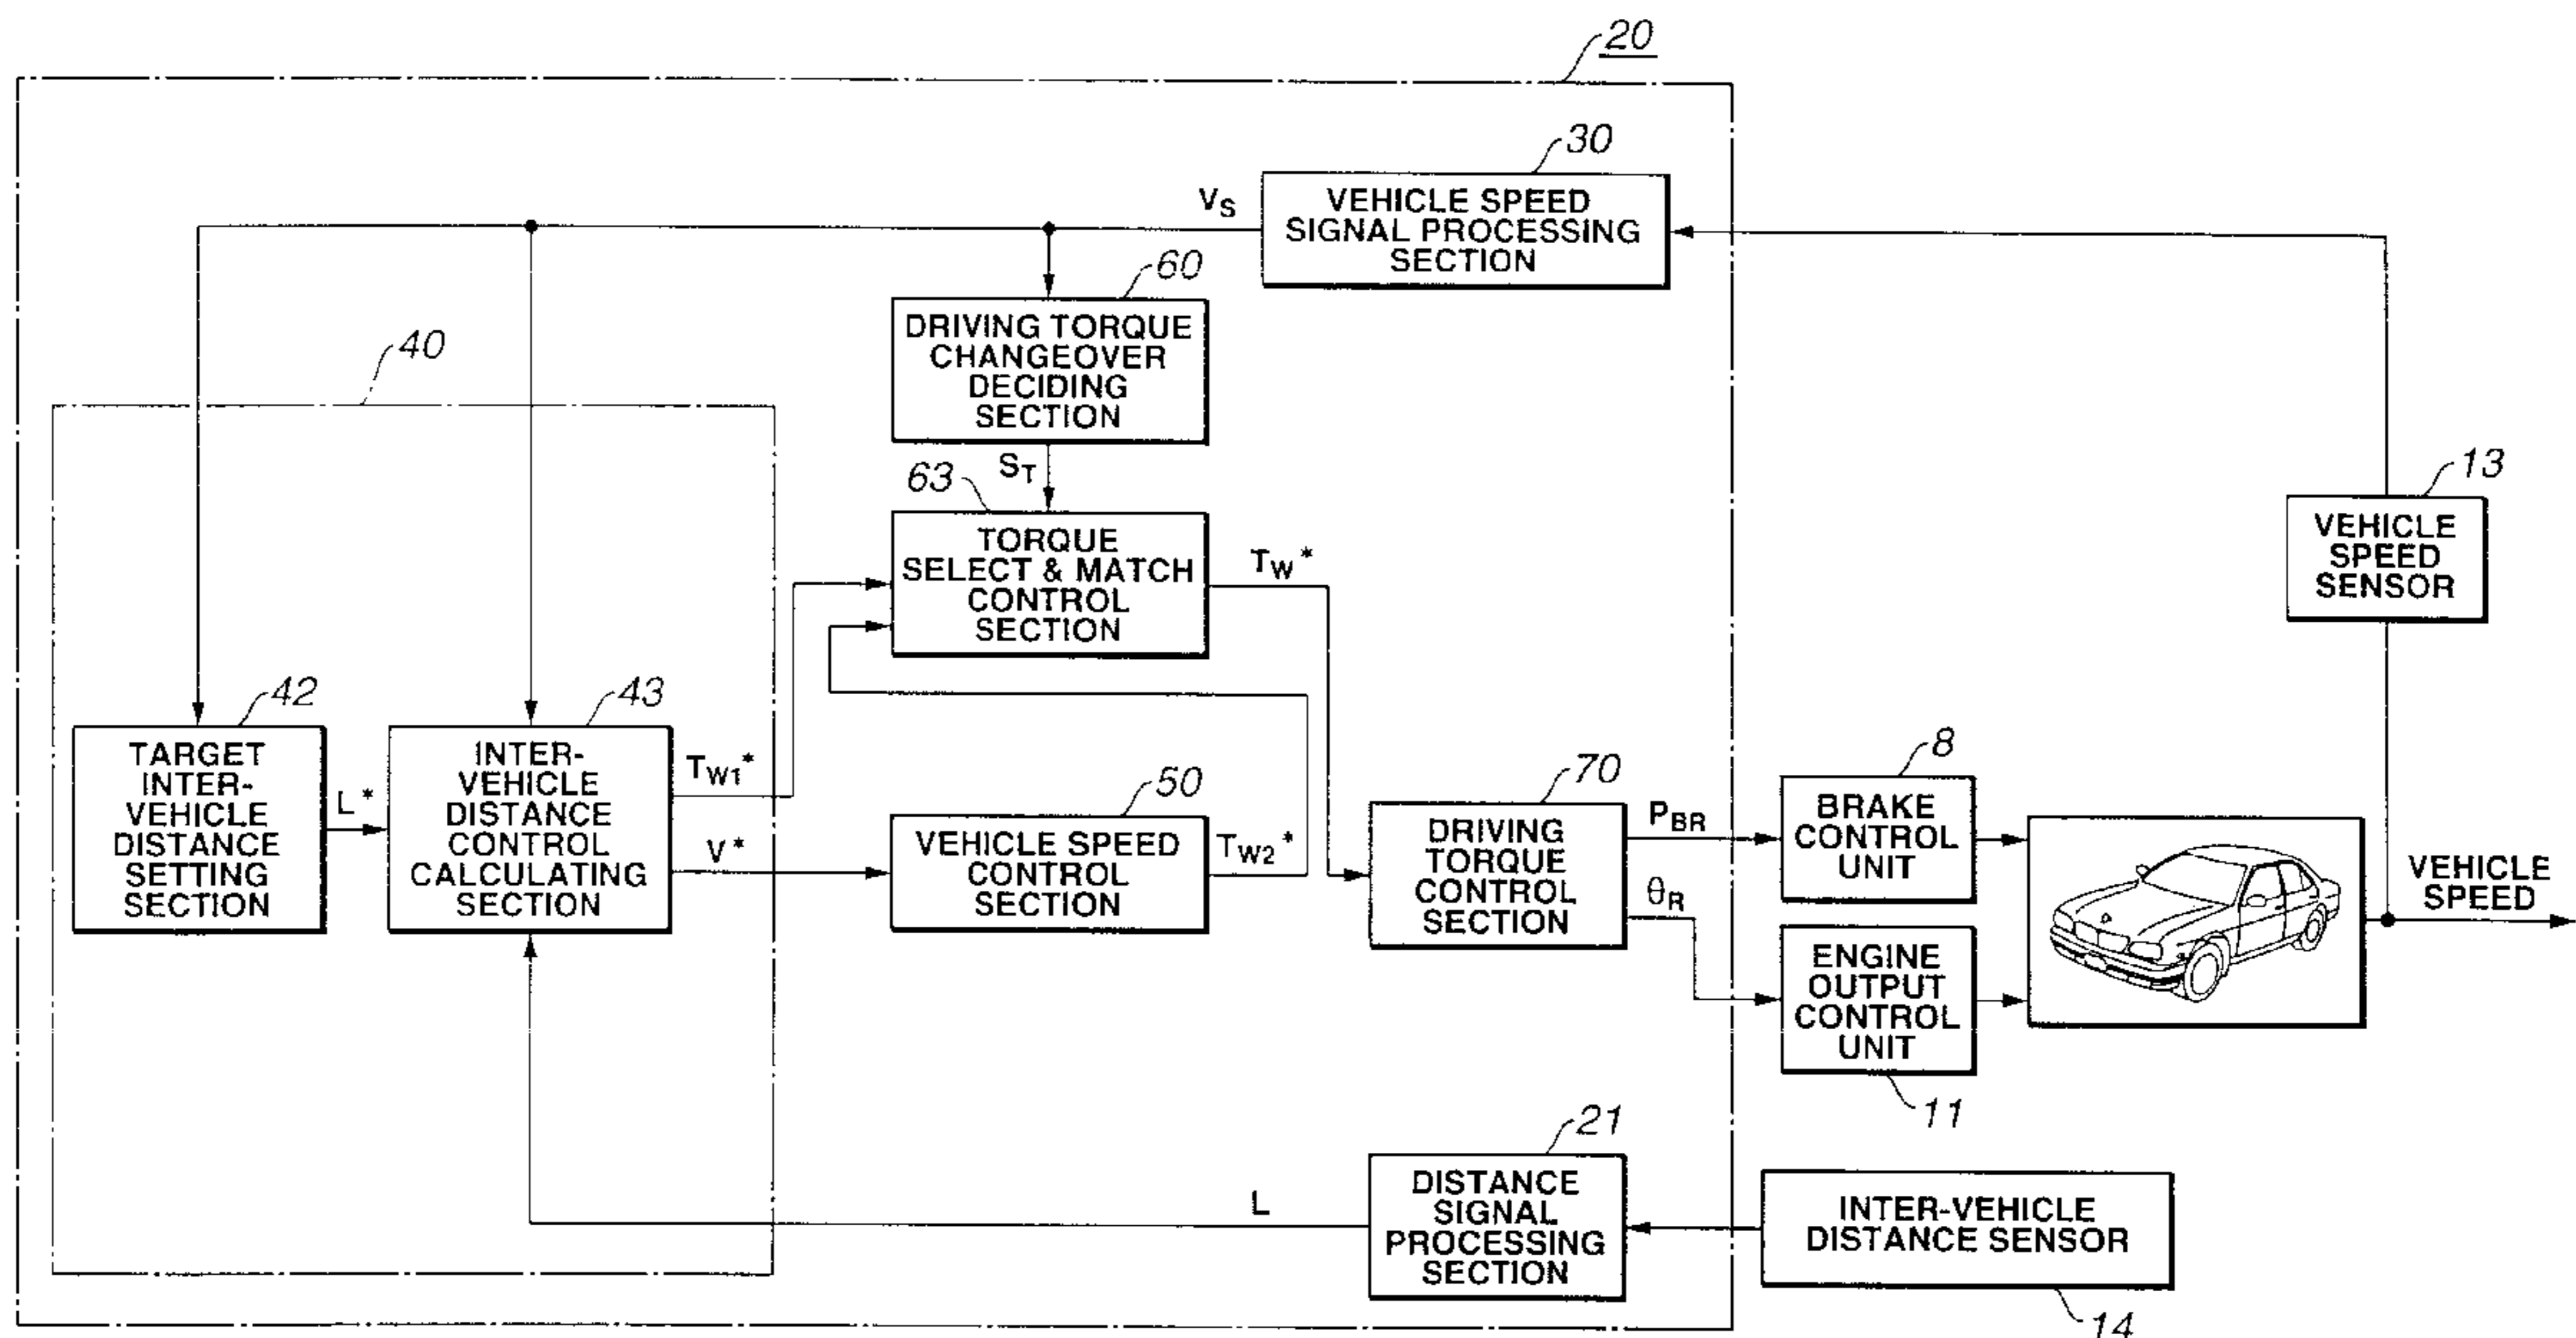 20
30
VEHICLE SPEED
SIGNAL PROCESSING
SECTION
VS
60
DRIVING TORQUE
CHANGEOVER
DECIDING
SECTION
40
ST
63
TORQUE
SELECT & MATCH
CONTROL
SECTION
TW*
13
VEHICLE
SPEED
SENSOR
42
TARGET
INTER-
VEHICLE
DISTANCE
SETTING
SECTION
L*
43
INTER-
VEHICLE
DISTANCE
CONTROL
CALCULATING
SECTION
TW1*
V*
50
VEHICLE SPEED
CONTROL
SECTION
TW2*
70
DRIVING
TORQUE
CONTROL
SECTION
PBR
θR
8
BRAKE
CONTROL
UNIT
ENGINE
OUTPUT
CONTROL
UNIT
11
VEHICLE
SPEED
21
DISTANCE
SIGNAL
PROCESSING
SECTION
L
INTER-VEHICLE
DISTANCE SENSOR
14